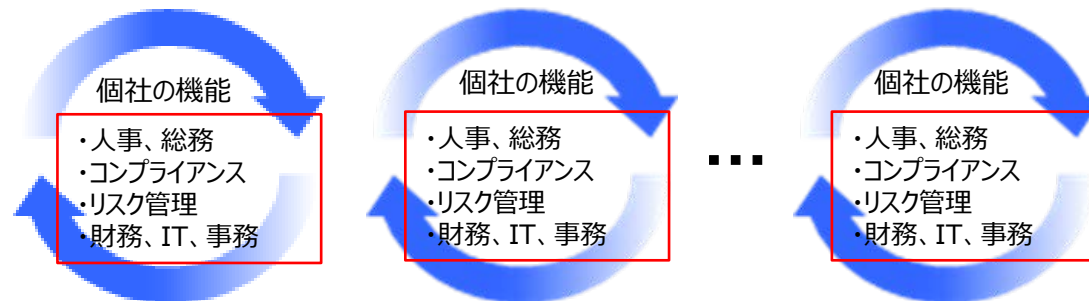 個社の機能
・人事、総務
・コンプライアンス
・リスク管理
・財務、IT、事務
個社の機能
・人事、総務
・コンプライアンス
・リスク管理
・財務、IT、事務
…
個社の機能
・人事、総務
・コンプライアンス
・リスク管理
・財務、IT、事務